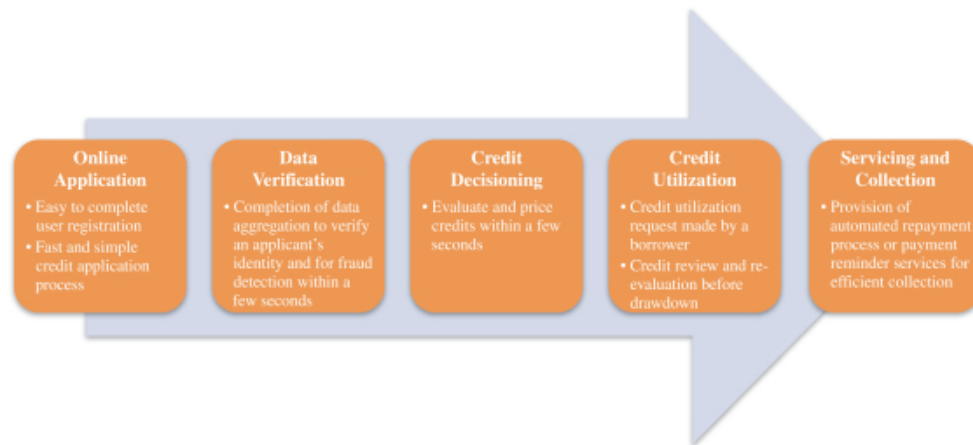 Online
Application
• Easy to complete
user registration
• Fast and simple
credit application
process
Data
Verification
• Completion of data
aggregation to verify
an applicant's
identity and for fraud
detection within a
few seconds
Credit
Decisioning
• Evaluate and price
credits within a few
seconds
Credit
Utilization
• Credit utilization
request made by a
borrower
• Credit review and re-
evaluation before
drawdown
Servicing and
Collection
• Provision of
automated repayment
process or payment
reminder services for
efficient collection